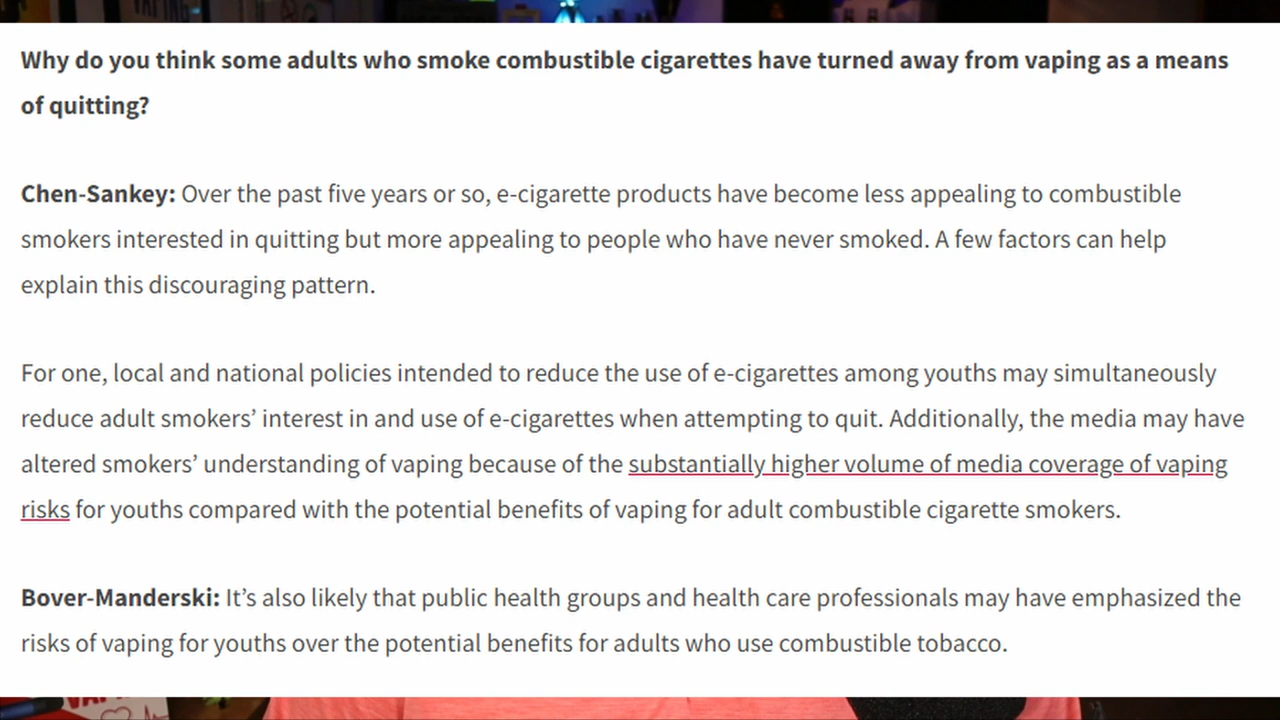 Why do you think some adults who smoke combustible cigarettes have turned away from vaping as a means
of quitting?
Chen-Sankey: Over the past five years or so, e-cigarette products have become less appealing to combustible
smokers interested in quitting but more appealing to people who have never smoked. A few factors can help
explain this discouraging pattern.
For one, local and national policies intended to reduce the use of e-cigarettes among youths may simultaneously
reduce adult smokers’ interest in and use of e-cigarettes when attempting to quit. Additionally, the media may have
altered smokers’ understanding of vaping because of the substantially higher volume of media coverage of vaping
risks for youths compared with the potential benefits of vaping for adult combustible cigarette smokers.
Bover-Manderski: It’s also likely that public health groups and health care professionals may have emphasized the
risks of vaping for youths over the potential benefits for adults who use combustible tobacco.